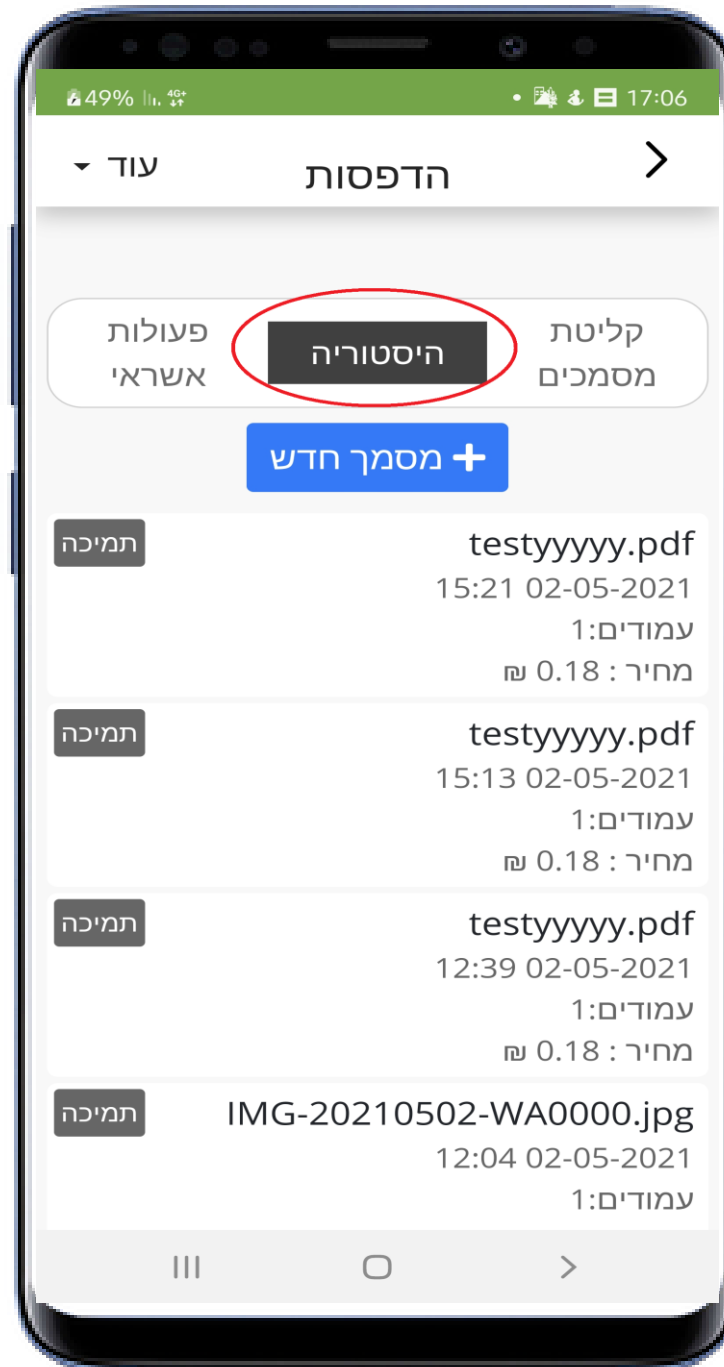 49% 4G+ 17:06
הדפסות
עוד
קליטת
מסמכים
היסטוריה
פעולות
אשראי
+ מסמך חדש
testyyyyy.pdf
תמיכה
15:21 02-05-2021
עמודים:1
מחיר : 0.18 ₪
testyyyyy.pdf
תמיכה
15:13 02-05-2021
עמודים:1
מחיר : 0.18 ₪
testyyyyy.pdf
תמיכה
12:39 02-05-2021
עמודים:1
מחיר : 0.18 ₪
IMG-20210502-WA0000.jpg
תמיכה
12:04 02-05-2021
עמודים:1